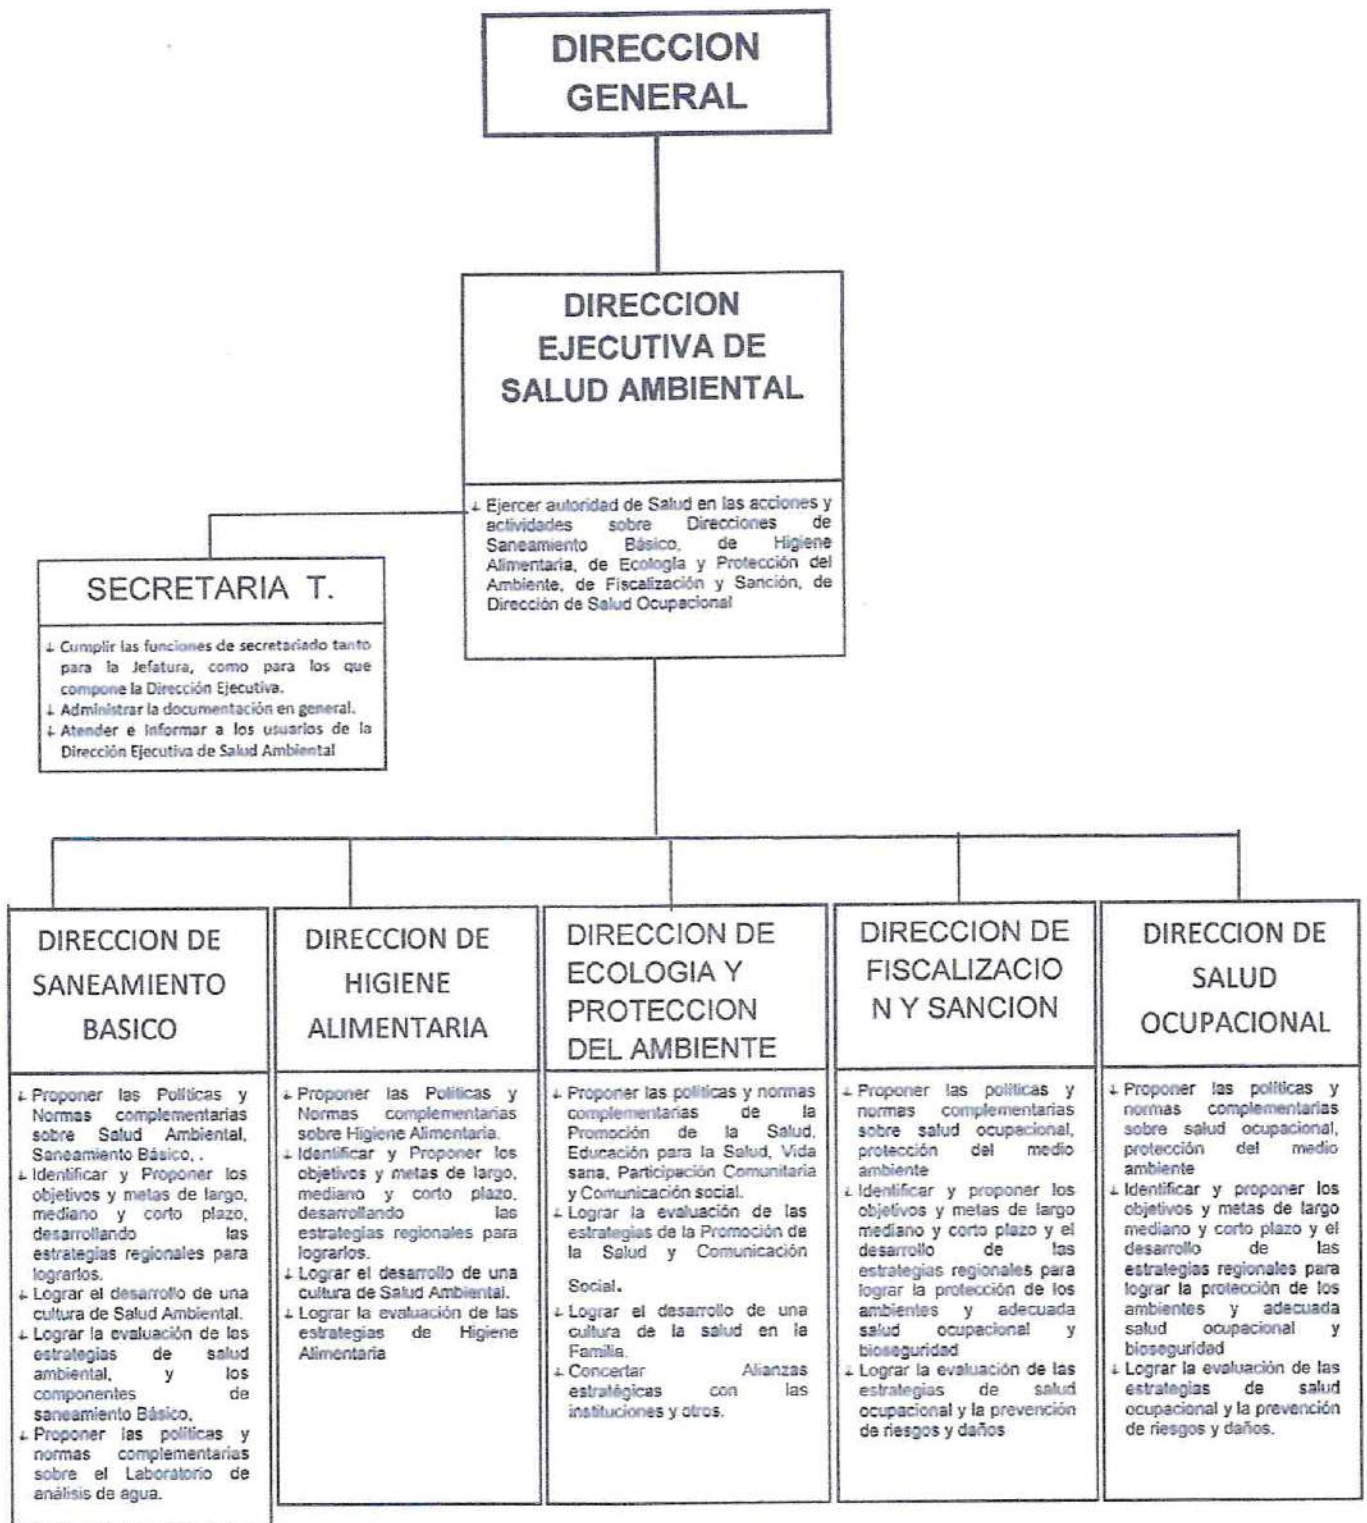 DIRECCION
GENERAL
DIRECCION
EJECUTIVA DE
SALUD AMBIENTAL
Ejercer autoridad de Salud en las acciones y
actividades sobre Direcciones de
Saneamiento Básico, de Higiene
Alimentaria, de Ecología y Protección del
Ambiente, de Fiscalización y Sanción, de
Dirección de Salud Ocupacional
SECRETARIA T.
Cumplir las funciones de secretariado tanto
para la Jefatura, como para los que
compone la Dirección Ejecutiva.
Administrar la documentación en general.
Atender e Informar a los usuarios de la
Dirección Ejecutiva de Salud Ambiental
DIRECCION DE
SANEAMIENTO
BASICO
Proponer las Políticas y
Normas complementarias
sobre Salud Ambiental,
Saneamiento Básico, .
Identificar y Proponer los
objetivos y metas de largo,
mediano y corto plazo,
desarrollando las
estrategias regionales para
lograrlos.
Lograr el desarrollo de una
cultura de Salud Ambiental.
Lograr la evaluación de las
estrategias de salud
ambiental, y los
componentes de
saneamiento Básico,
Proponer las políticas y
normas complementarias
sobre el Laboratorio de
análisis de agua.
DIRECCION DE
HIGIENE
ALIMENTARIA
Proponer las Políticas y
Normas complementarias
sobre Higiene Alimentaria.
Identificar y Proponer los
objetivos y metas de largo,
mediano y corto plazo,
desarrollando las
estrategias regionales para
lograrlos.
Lograr el desarrollo de una
cultura de Salud Ambiental.
Lograr la evaluación de las
estrategias de Higiene
Alimentaria
DIRECCION DE
ECOLOGIA Y
PROTECCION
DEL AMBIENTE
Proponer las políticas y normas
complementarias de la
Promoción de la Salud,
Educación para la Salud, Vida
sana, Participación Comunitaria
y Comunicación social.
Lograr la evaluación de las
estrategias de la Promoción de
la Salud y Comunicación
Social.
Lograr el desarrollo de una
cultura de la salud en la
Familia.
Concertar Alianzas
estratégicas con las
instituciones y otros.
DIRECCION DE
FISCALIZACIO
N Y SANCION
Proponer las políticas y
normas complementarias
sobre salud ocupacional,
protección del medio
ambiente
Identificar y proponer los
objetivos y metas de largo
mediano y corto plazo y el
desarrollo de las
estrategias regionales para
lograr la protección de los
ambientes y adecuada
salud ocupacional y
bioseguridad
Lograr la evaluación de las
estrategias de salud
ocupacional y la prevención
de riesgos y daños
DIRECCION DE
SALUD
OCUPACIONAL
Proponer las políticas y
normas complementarias
sobre salud ocupacional,
protección del medio
ambiente
Identificar y proponer los
objetivos y metas de largo
mediano y corto plazo y el
desarrollo de las
estrategias regionales para
lograr la protección de los
ambientes y adecuada
salud ocupacional y
bioseguridad
Lograr la evaluación de las
estrategias de salud
ocupacional y la prevención
de riesgos y daños.